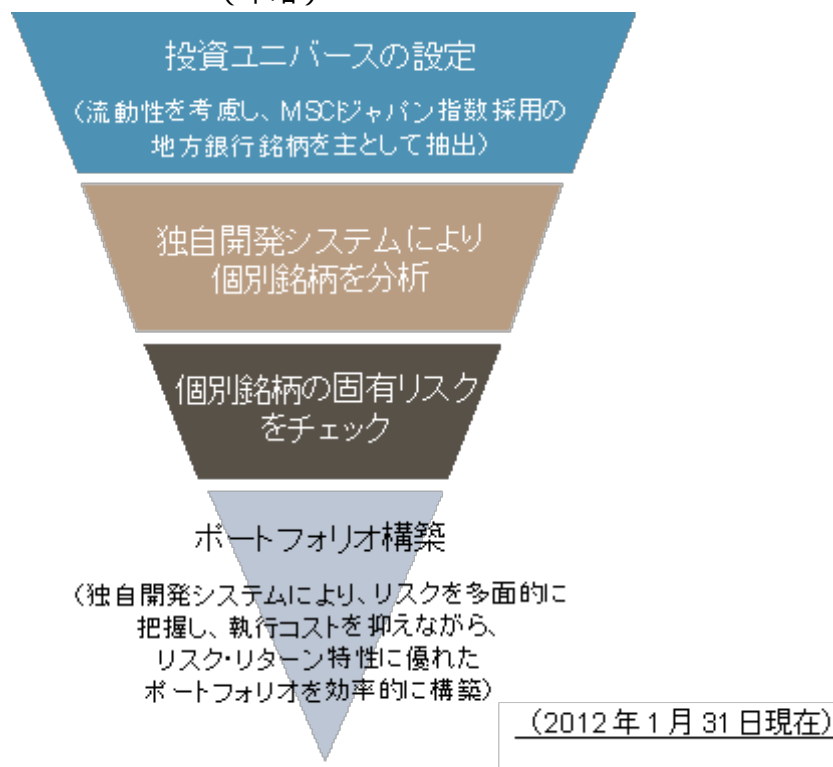 投資ユニバースの設定
(流動性を考慮し、MSCIジャパン指数採用の
地方銀行銘柄を主として抽出)
独自開発システムにより
個別銘柄を分析
個別銘柄の固有リスク
をチェック
ポートフォリオ構築
(独自開発システムにより、リスクを多面的に
把握し、執行コストを抑えながら、
リスク・リターン特性に優れた
ポートフォリオを効率的に構築)
(2012年1月31日現在)